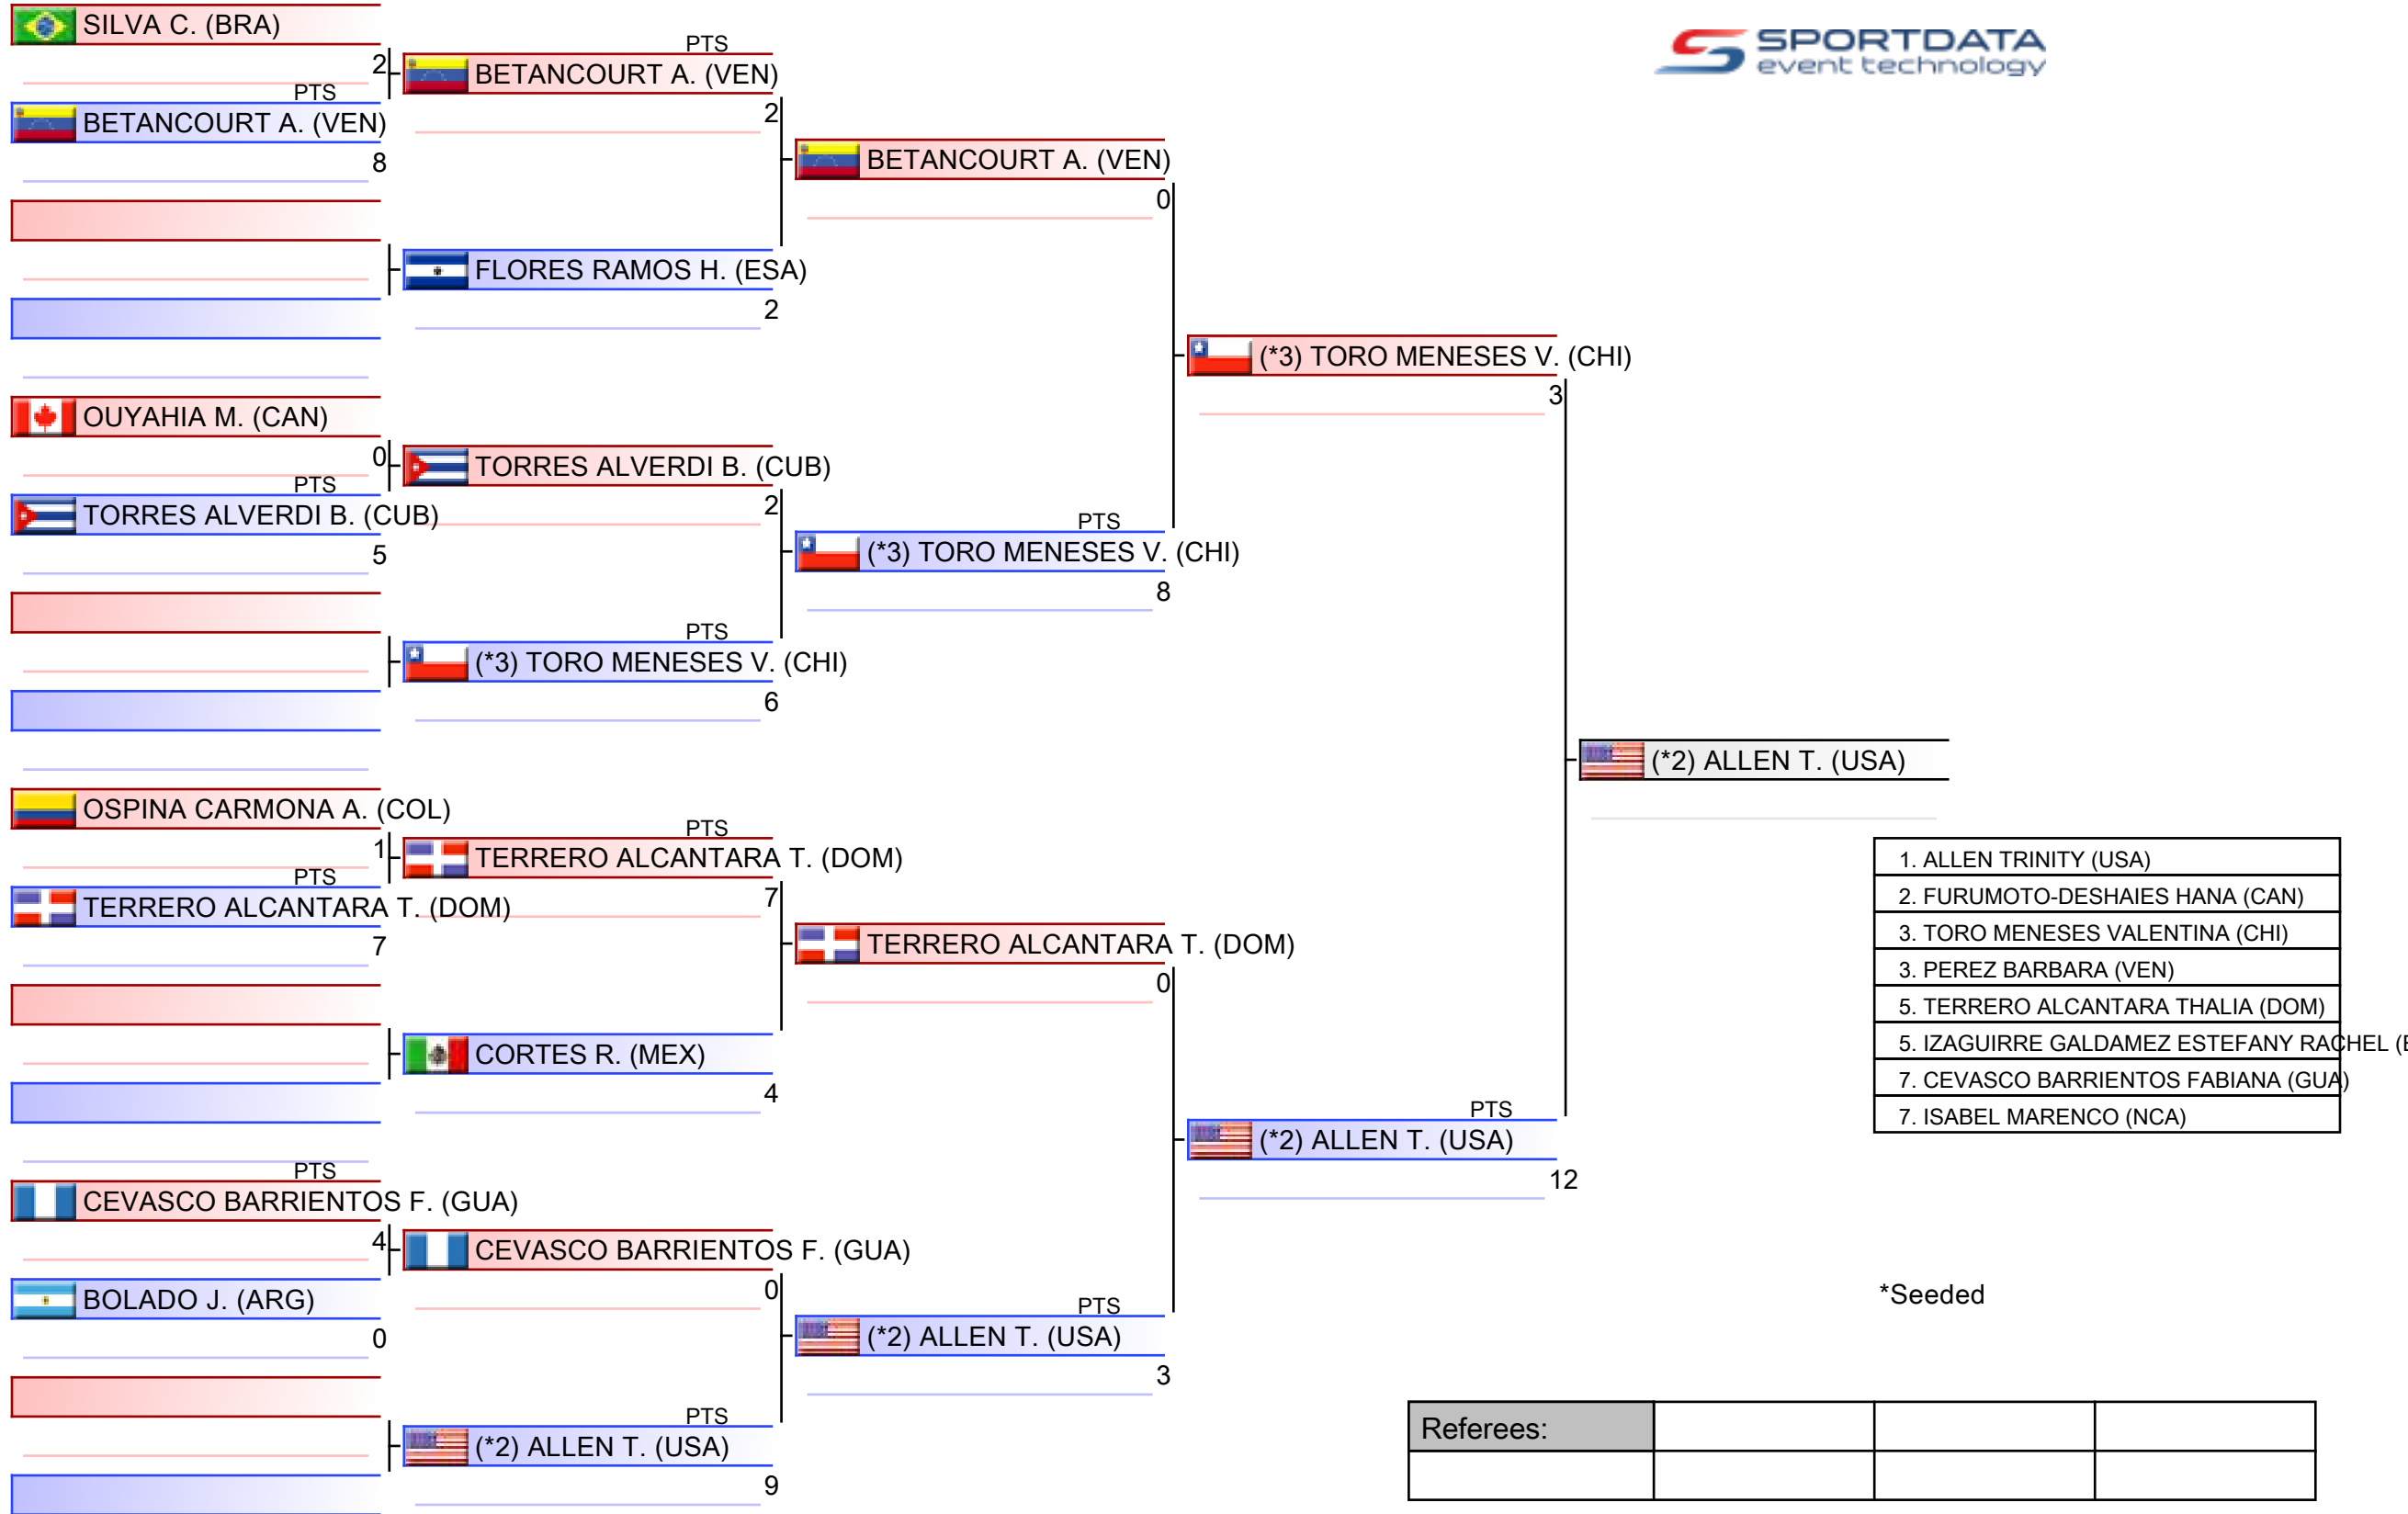 SILVA C. (BRA)
2
PTS
BETANCOURT A. (VEN)
8
OUYAHIA M. (CAN)
0
PTS
TORRES ALVERDI B. (CUB)
5
OSPINA CARMONA A. (COL)
1
PTS
TERRERO ALCANTARA T. (DOM)
7
PTS
CEVASCO BARRIENTOS F. (GUA)
4
BOLADO J. (ARG)
0
PTS
BETANCOURT A. (VEN)
2
FLORES RAMOS H. (ESA)
2
TORRES ALVERDI B. (CUB)
2
PTS
(*3) TORO MENESES V. (CHI)
6
PTS
TERRERO ALCANTARA T. (DOM)
7
CORTES R. (MEX)
4
CEVASCO BARRIENTOS F. (GUA)
0
PTS
(*2) ALLEN T. (USA)
9
BETANCOURT A. (VEN)
0
PTS
(*3) TORO MENESES V. (CHI)
8
TERRERO ALCANTARA T. (DOM)
0
PTS
(*2) ALLEN T. (USA)
3
(*3) TORO MENESES V. (CHI)
3
PTS
(*2) ALLEN T. (USA)
12
(*2) ALLEN T. (USA)
SPORTDATA
event technology
1. ALLEN TRINITY (USA)
2. FURUMOTO-DESHAIES HANA (CAN)
3. TORO MENESES VALENTINA (CHI)
3. PEREZ BARBARA (VEN)
5. TERRERO ALCANTARA THALIA (DOM)
5. IZAGUIRRE GALDAMEZ ESTEFANY RACHEL (E
7. CEVASCO BARRIENTOS FABIANA (GUA)
7. ISABEL MARENCO (NCA)
*Seeded
Referees: